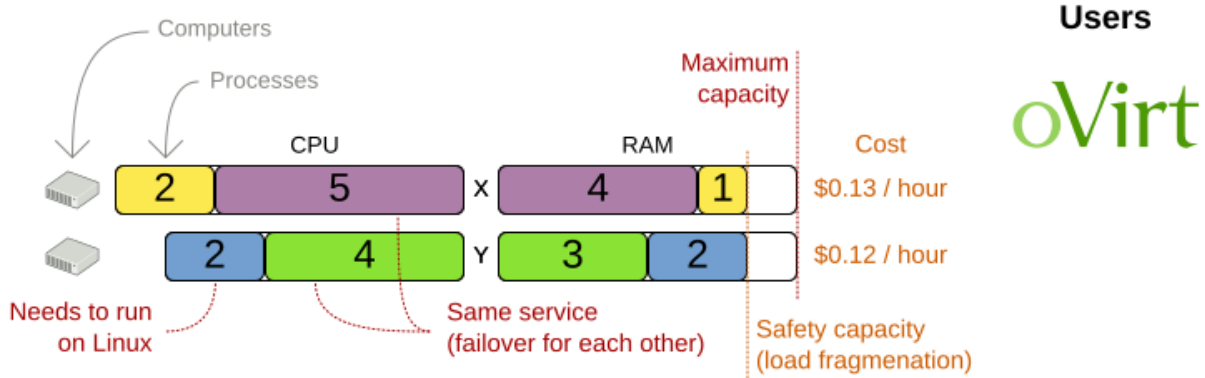 Users
Computers
Processes
Maximum
capacity
oVirt
CPU
RAM
Cost
2
5
X
4
1
$0.13 / hour
2
4
Y
3
2
$0.12 / hour
Needs to run
on Linux
Same service
(failover for each other)
Safety capacity
(load fragmenation)